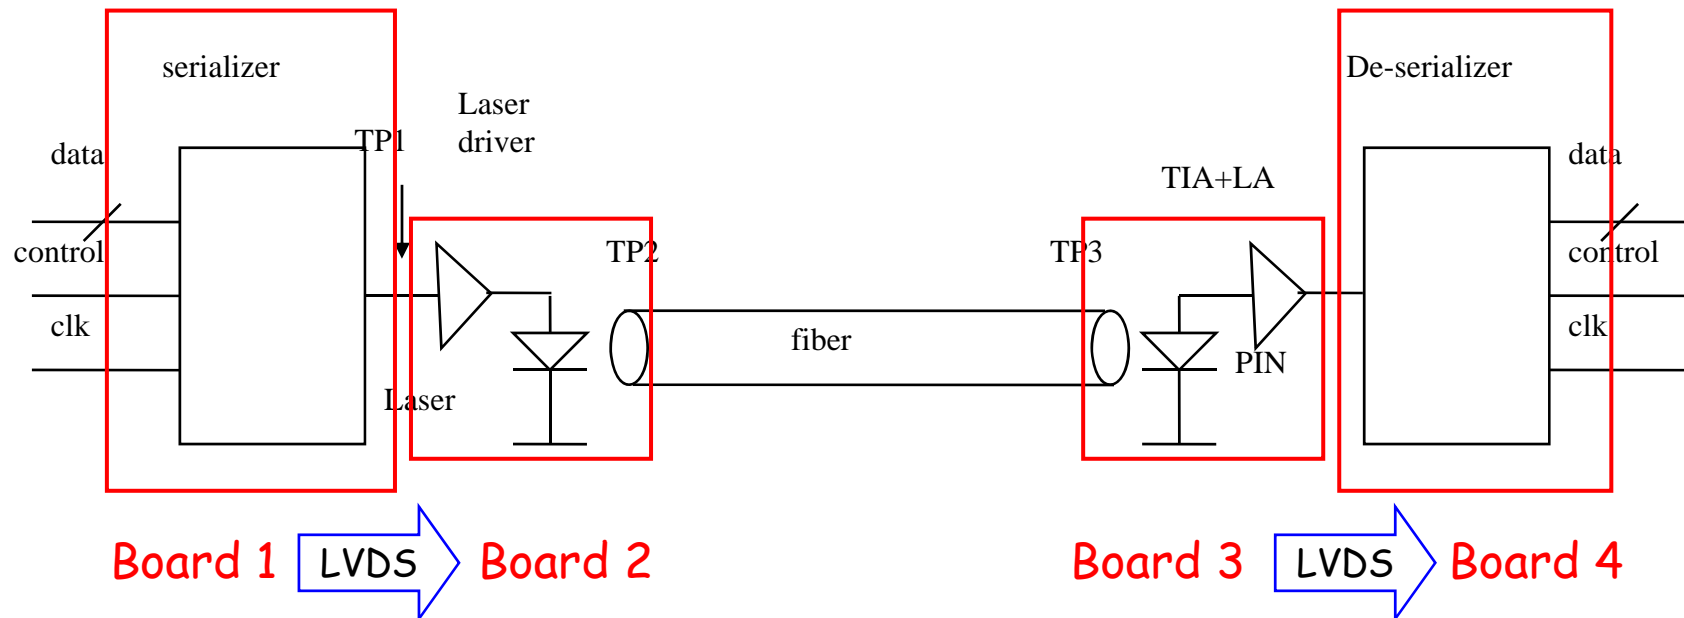 serializer
De-serializer
Laser
driver
TP1
data
data
TIA+LA
control
TP2
TP3
control
clk
fiber
clk
PIN
Laser
Board 1
LVDS
Board 2
Board 3
LVDS
Board 4